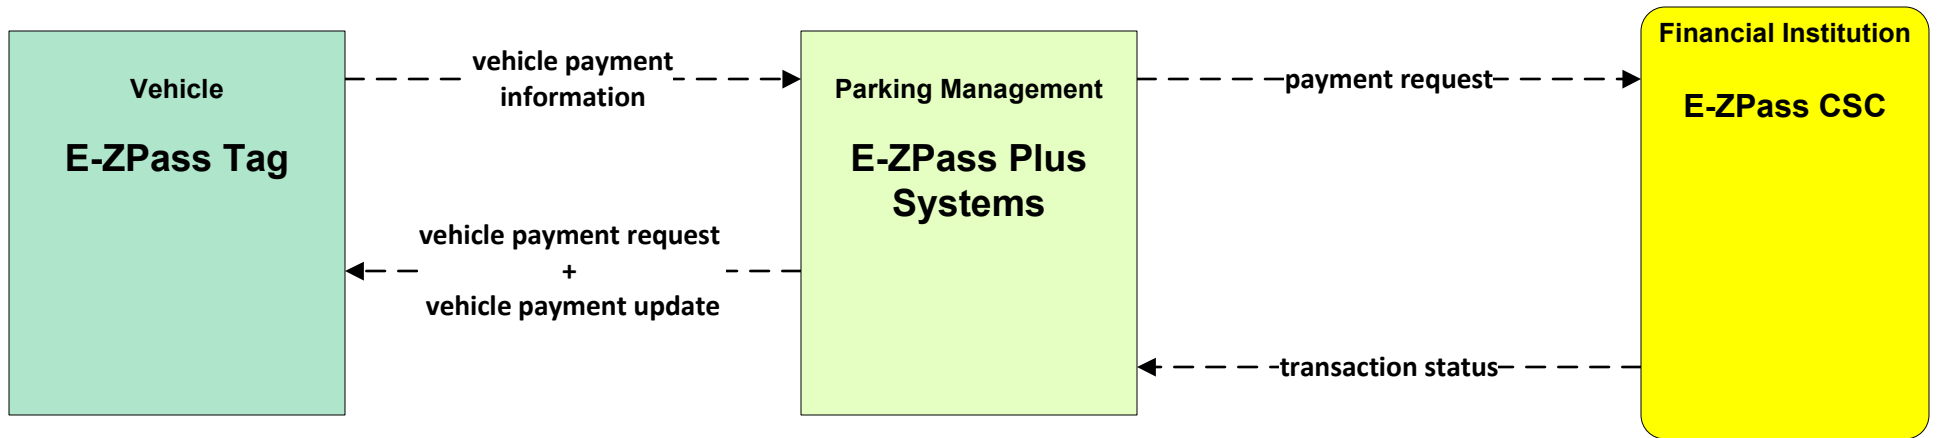 Vehicle
E-ZPass Tag
vehicle payment
information
vehicle payment request
+
vehicle payment update
Parking Management
E-ZPass Plus
Systems
payment request
transaction status
Financial Institution
E-ZPass CSC